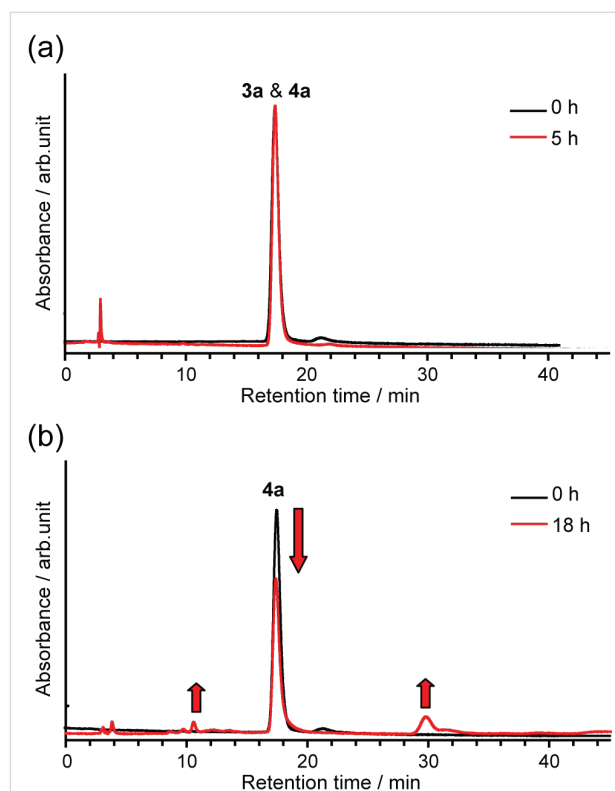 (a)
3a & 4a
0 h
5 h
Absorbance / arb.unit
0 10 20 30 40
Retention time / min
(b)
4a
0 h
18 h
Absorbance / arb.unit
0 10 20 30 40
Retention time / min